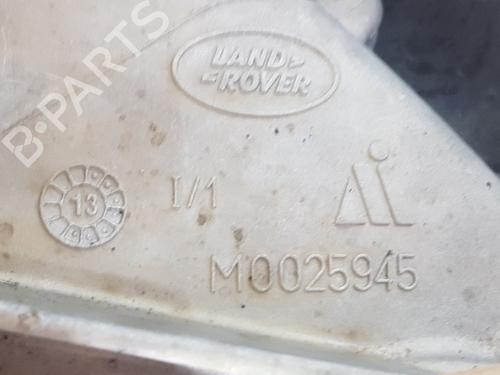 LAND
ROVER
B-PARTS
13
I/1
M0025945